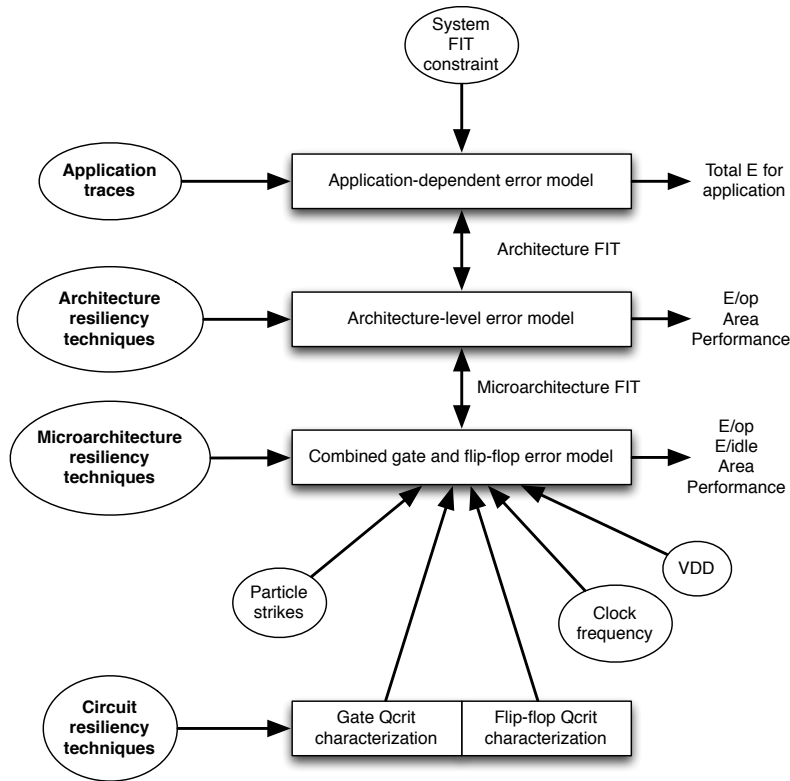 System
FIT
constraint
Application
traces
Application-dependent error model
Total E for
application
Architecture FIT
Architecture
resiliency
techniques
Architecture-level error model
E/op
Area
Performance
Microarchitecture FIT
Microarchitecture
resiliency
techniques
Combined gate and flip-flop error model
E/op
E/idle
Area
Performance
Particle
strikes
Clock
frequency
VDD
Circuit
resiliency
techniques
Gate Qcrit
characterization
Flip-flop Qcrit
characterization